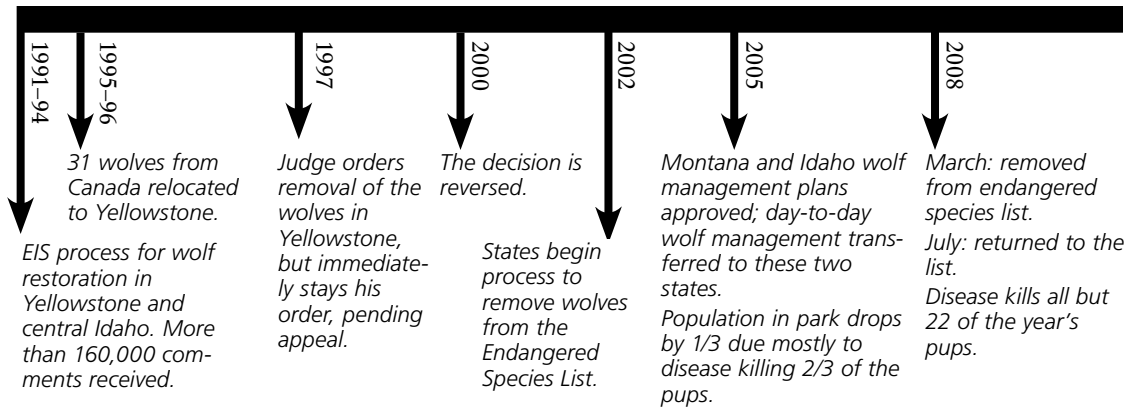 1991–94
EIS process for wolf
restoration in
Yellowstone and
central Idaho. More
than 160,000 com-
ments received.
1995–96
31 wolves from
Canada relocated
to Yellowstone.
1997
Judge orders
removal of the
wolves in
Yellowstone,
but immediate-
ly stays his
order, pending
appeal.
2000
The decision is
reversed.
2002
States begin
process to
remove wolves
from the
Endangered
Species List.
2005
Montana and Idaho wolf
management plans
approved; day-to-day
wolf management trans-
ferred to these two
states.
Population in park drops
by 1/3 due mostly to
disease killing 2/3 of the
pups.
2008
March: removed
from endangered
species list.
July: returned to the
list.
Disease kills all but
22 of the year’s
pups.